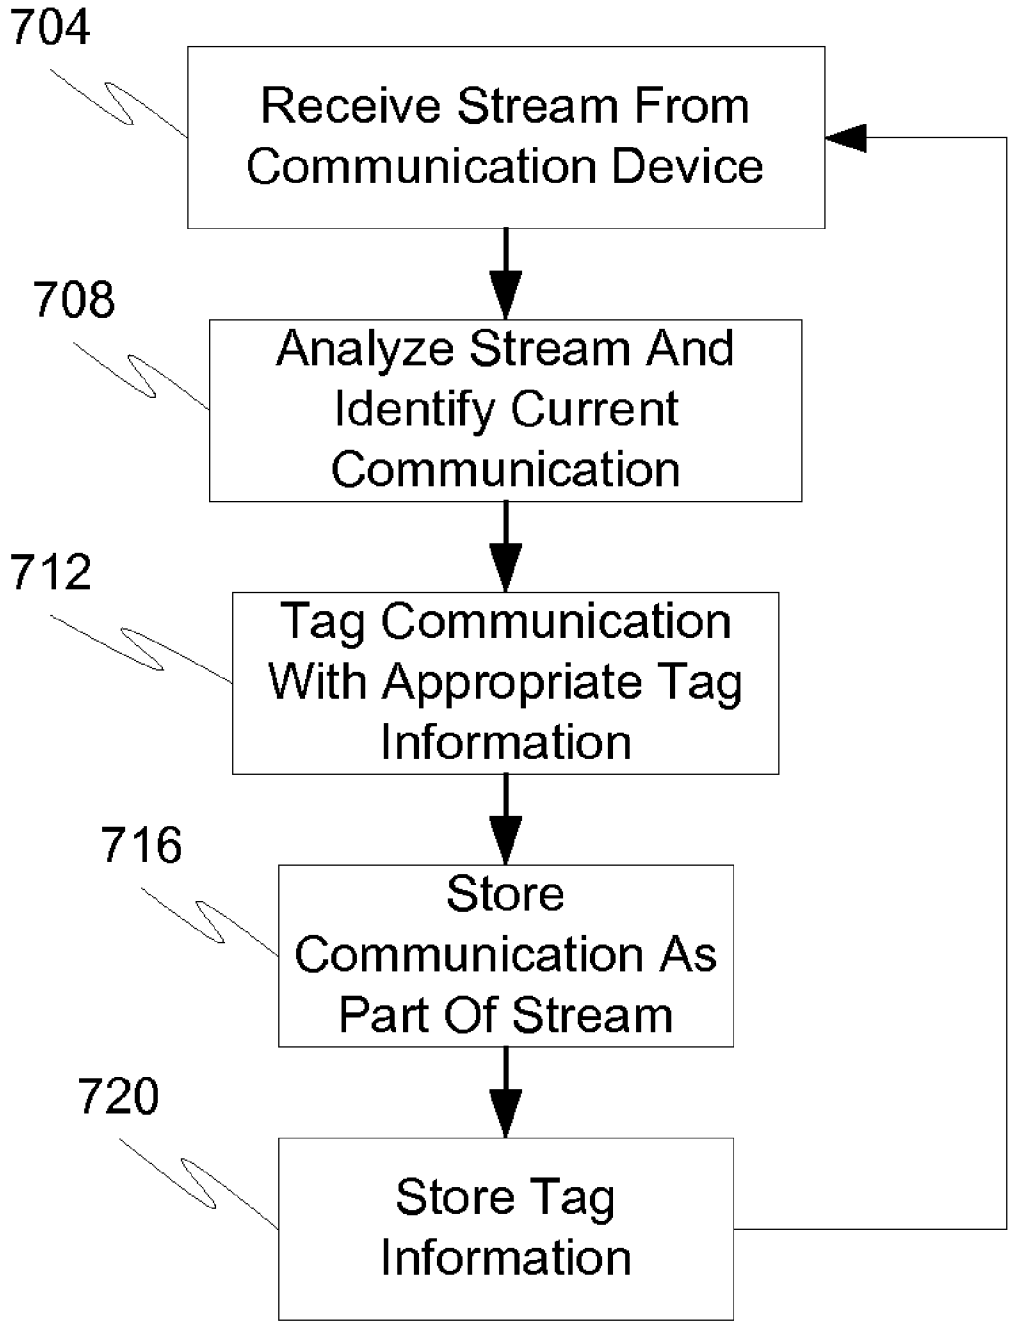 704
Receive Stream From
Communication Device
708
Analyze Stream And
Identify Current
Communication
712
Tag Communication
With Appropriate Tag
Information
716
Store
Communication As
Part Of Stream
720
Store Tag
Information